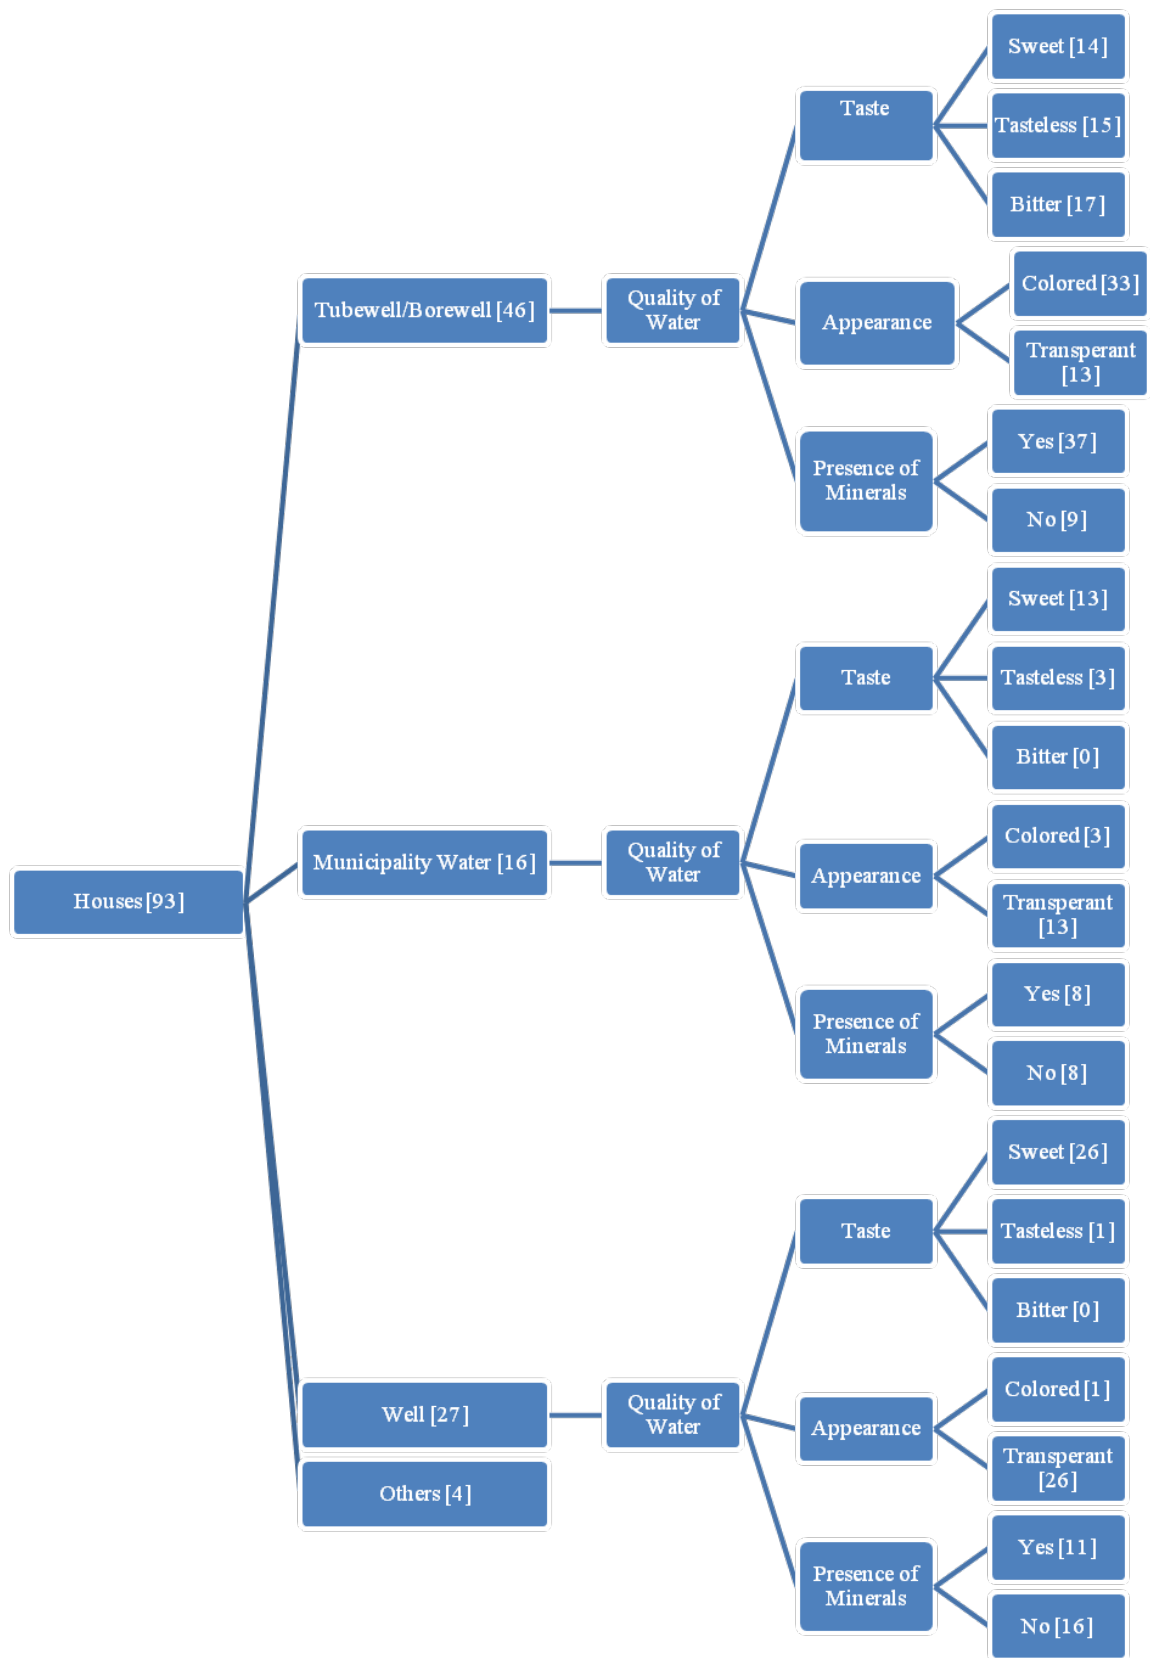 Houses [93]
Tubewell/Borewell [46]
Quality of
Water
Taste
Sweet [14]
Tasteless [15]
Bitter [17]
Appearance
Colored [33]
Transperant
[13]
Presence of
Minerals
Yes [37]
No [9]
Municipality Water [16]
Quality of
Water
Taste
Sweet [13]
Tasteless [3]
Bitter [0]
Appearance
Colored [3]
Transperant
[13]
Presence of
Minerals
Yes [8]
No [8]
Well [27]
Quality of
Water
Taste
Sweet [26]
Tasteless [1]
Bitter [0]
Appearance
Colored [1]
Transperant
[26]
Presence of
Minerals
Yes [11]
No [16]
Others [4]